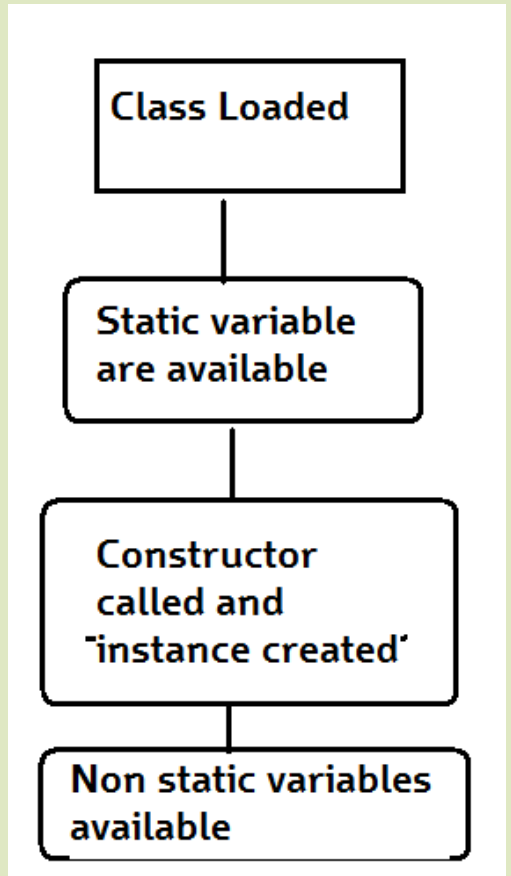 Class Loaded
Static variable
are available
Constructor
called and
"instance created"
Non static variables
available